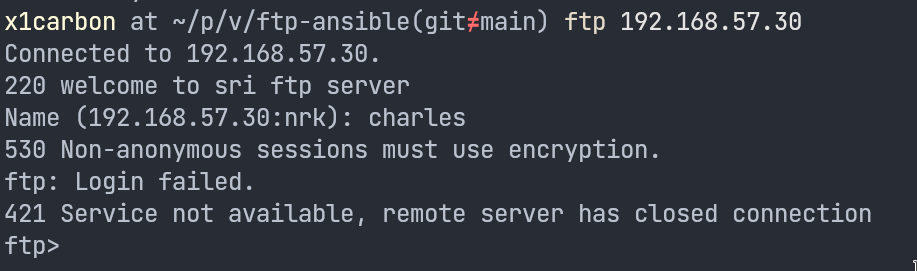 x1carbon at ~/p/v/ftp-ansible(git≠main) ftp 192.168.57.30
Connected to 192.168.57.30.
220 welcome to sri ftp server
Name (192.168.57.30:nrk): charles
530 Non-anonymous sessions must use encryption.
ftp: Login failed.
421 Service not available, remote server has closed connection
ftp>